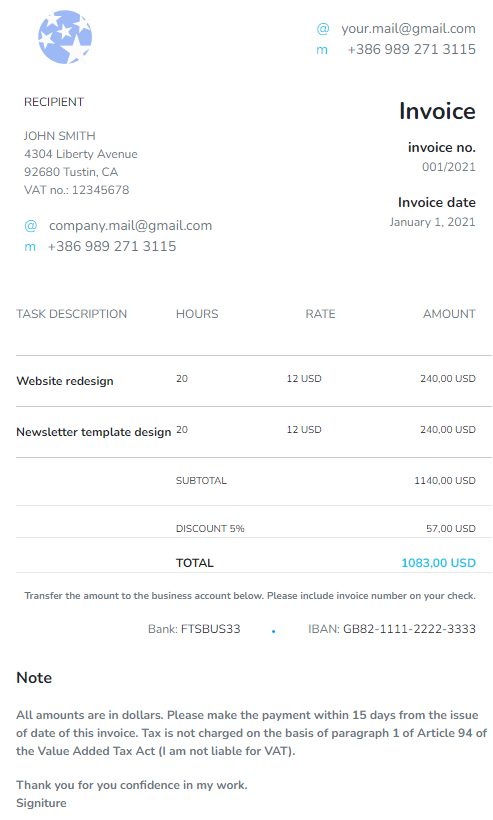 @ your.mail@gmail.com
m +386 989 271 3115
RECIPIENT
JOHN SMITH
4304 Liberty Avenue
92680 Tustin, CA
VAT no.: 12345678
@ company.mail@gmail.com
m +386 989 271 3115
Invoice
invoice no.
001/2021
Invoice date
January 1, 2021
TASK DESCRIPTION HOURS RATE AMOUNT
Website redesign 20 12 USD 240,00 USD
Newsletter template design 20 12 USD 240,00 USD
SUBTOTAL 1140,00 USD
DISCOUNT 5% 57,00 USD
TOTAL 1083,00 USD
Transfer the amount to the business account below. Please include invoice number on your check.
Bank: FTSBUS33 • IBAN: GB82-1111-2222-3333
Note
All amounts are in dollars. Please make the payment within 15 days from the issue
of date of this invoice. Tax is not charged on the basis of paragraph 1 of Article 94 of
the Value Added Tax Act (I am not liable for VAT).
Thank you for you confidence in my work.
Signiture